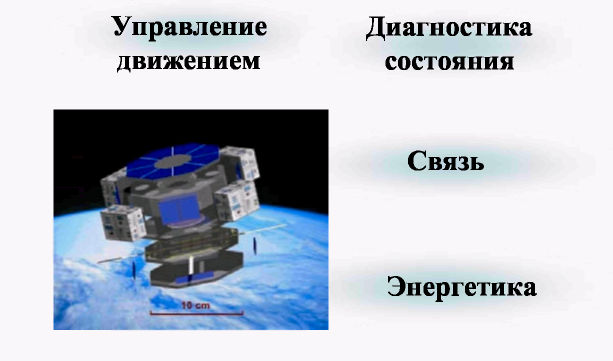 Управление
движением
Диагностика
состояния
Связь
Энергетика
10 cm